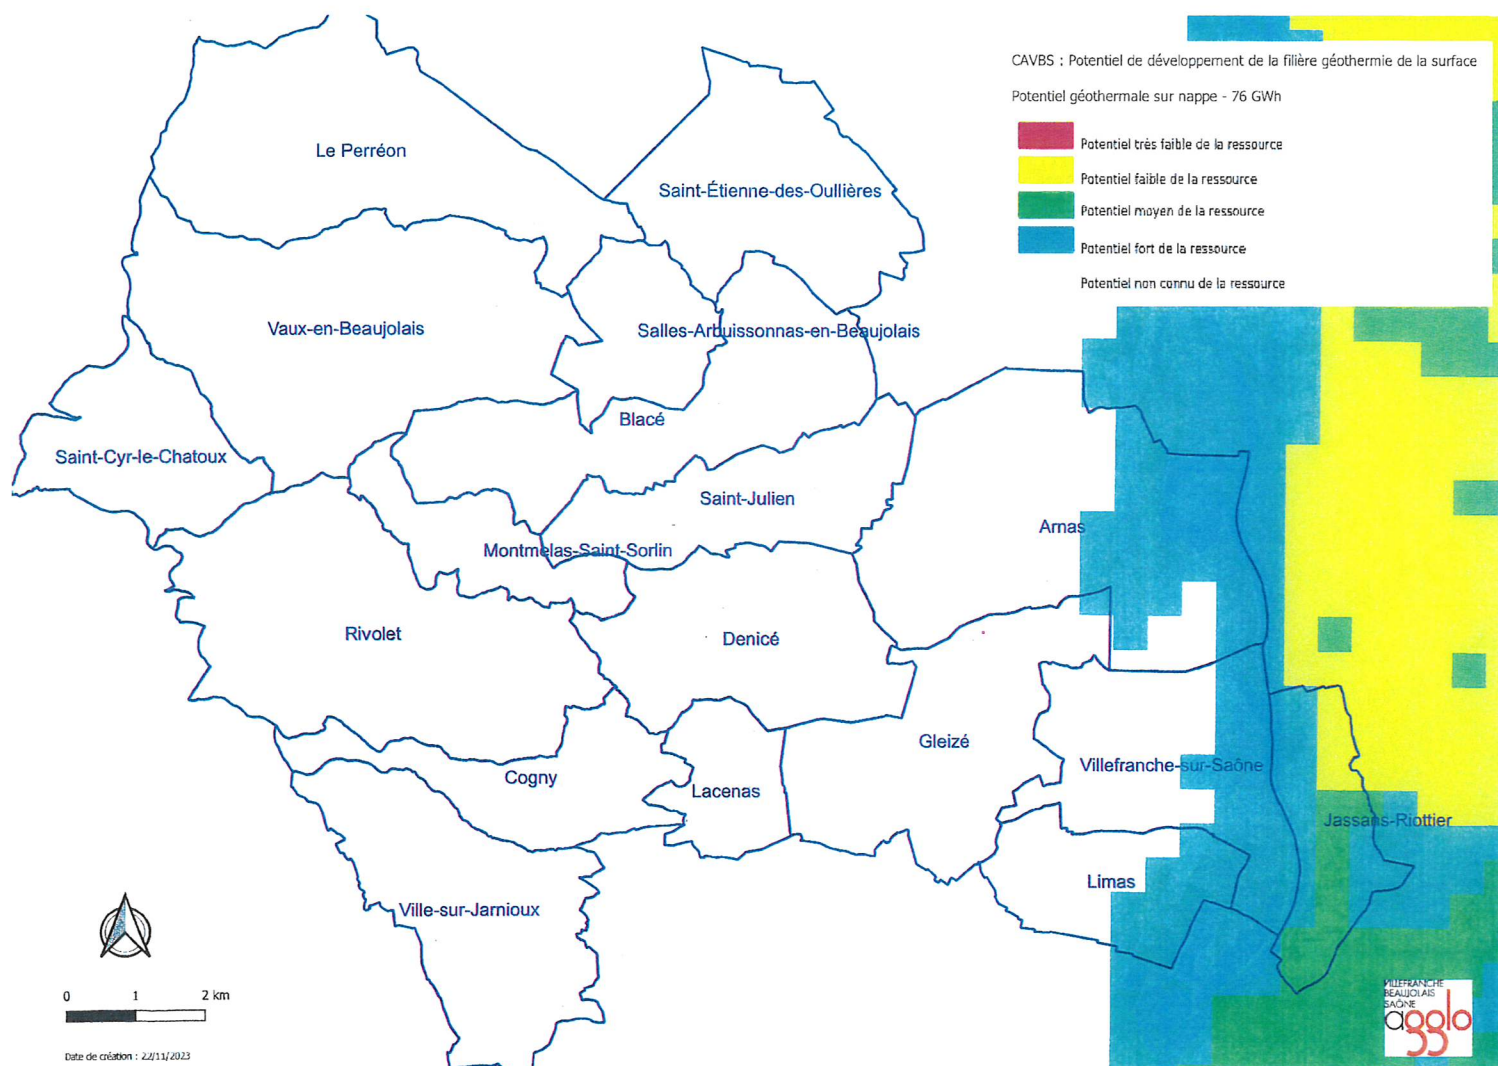 CAVBS : Potentiel de développement de la filière géothermie de la surface
Potentiel géothermale sur nappe - 76 GWh
Potentiel très faible de la ressource
Potentiel faible de la ressource
Potentiel moyen de la ressource
Potentiel fort de la ressource
Potentiel non connu de la ressource
Le Perréon
Saint-Étienne-des-Oullières
Vaux-en-Beaujolais
Salles-Arbuissonnas-en-Beaujolais
Blacé
Saint-Cyr-le-Chatoux
Saint-Julien
Arnas
Montmelas-Saint-Sorlin
Rivolet
Denicé
Gleizé
Villefranche-sur-Saône
Cogny
Lacenas
Jassans-Riottier
Limas
Ville-sur-Jarnioux
0 1 2 km
Date de création : 22/11/2023
VILLEFRANCHE
BEAUJOLAIS
SAÔNE
agglo